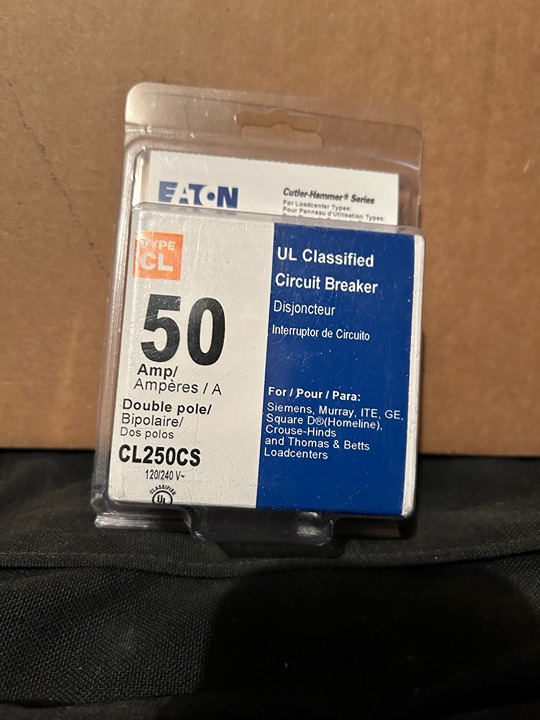 EATON
Cutler-Hammer® Series
For Loadcenter Types:
Pour Panneau d'Utilisation Types:
TYPE
CL
UL Classified
Circuit Breaker
Disjoncteur
Interruptor de Circuito
50
Amp/
Ampères / A
Double pole/
Bipolaire/
Dos polos
CL250CS
120/240 V~
For / Pour / Para:
Siemens, Murray, ITE, GE,
Square D®(Homeline),
Crouse-Hinds
and Thomas & Betts
Loadcenters
CLASSIFIED
UL